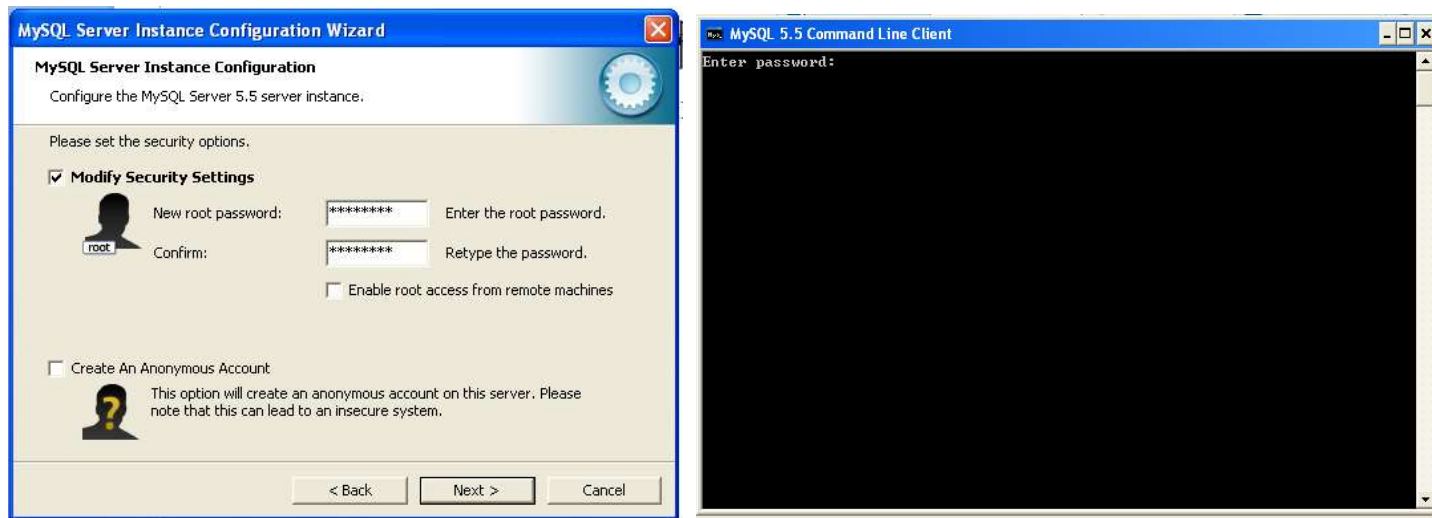 MySQL Server Instance Configuration Wizard
MySQL Server Instance Configuration
Configure the MySQL Server 5.5 server instance.
Please set the security options.
Modify Security Settings
root
New root password: ******** Enter the root password.
Confirm: ******** Retype the password.
Enable root access from remote machines
Create An Anonymous Account
This option will create an anonymous account on this server. Please
note that this can lead to an insecure system.
< Back Next > Cancel
MySQL 5.5 Command Line Client
Enter password: